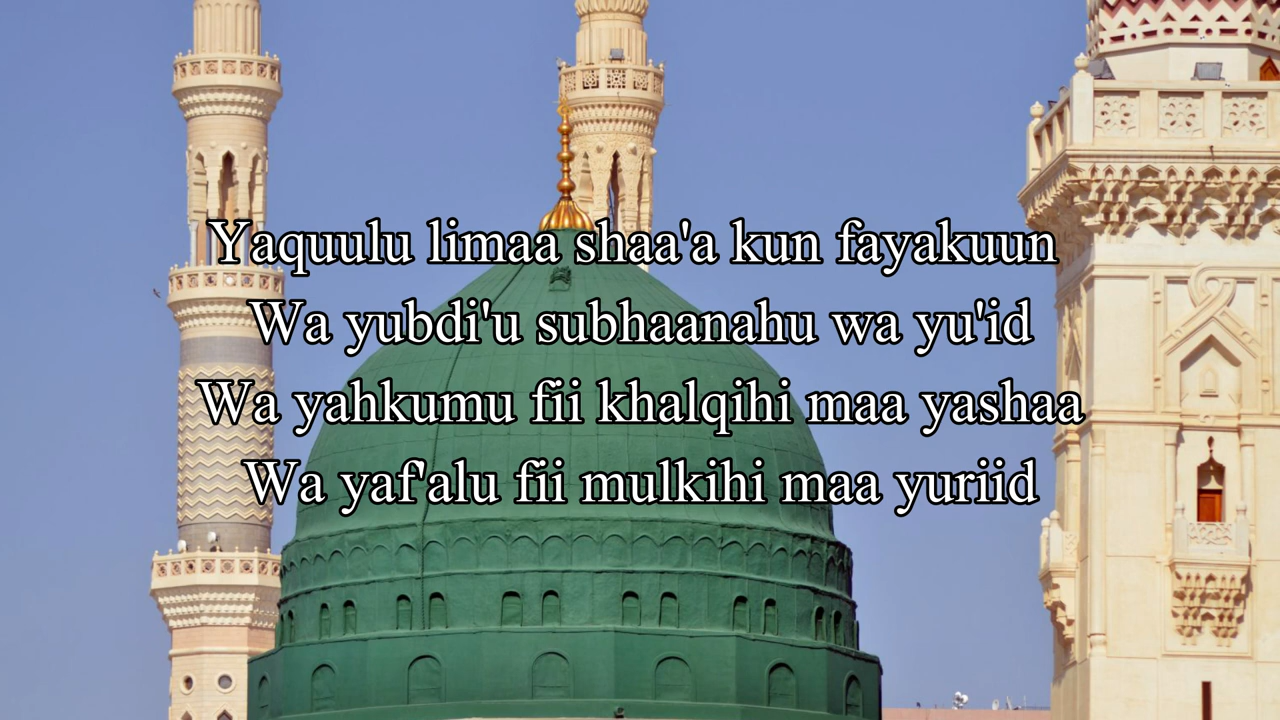 Yaquulu limaa shaa'a kun fayakuun
Wa yubdi'u subhaanahu wa yu'id
Wa yahkumu fii khalqihi maa yashaa
Wa yaf'alu fii mulkihi maa yuriid